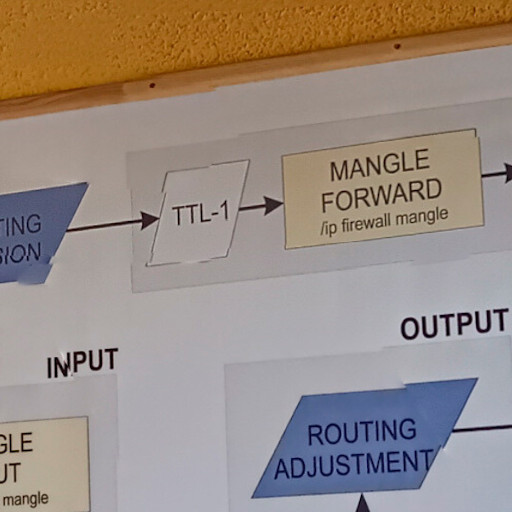 TING
SION
TTL-1
MANGLE
FORWARD
/ip firewall mangle
INPUT
OUTPUT
GLE
UT
mangle
ROUTING
ADJUSTMENT